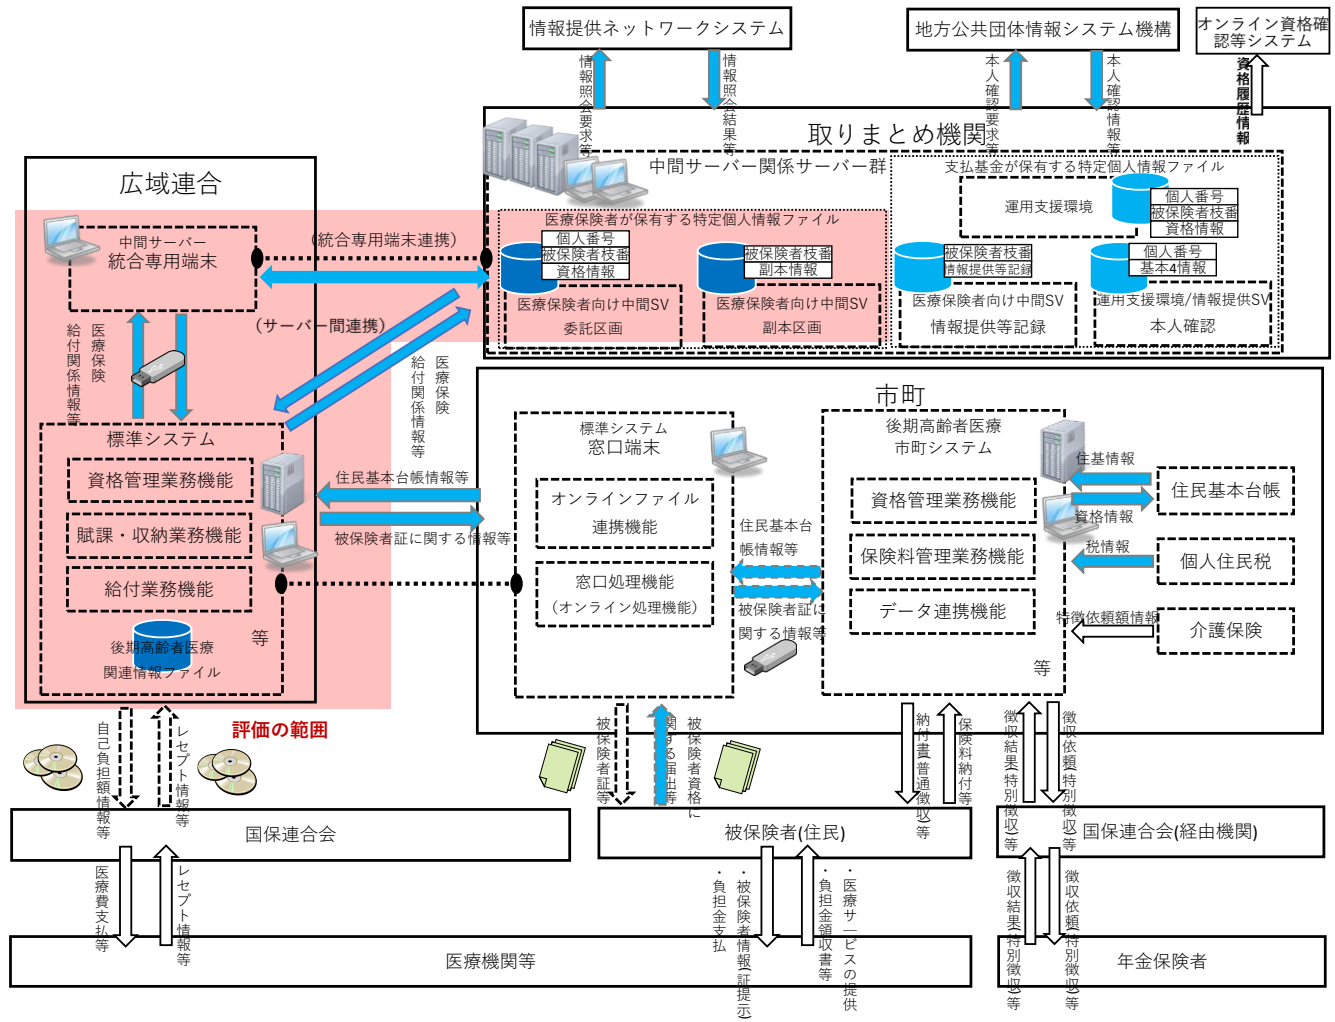 情報提供ネットワークシステム
地方公共団体情報システム機構
オンライン資格確
認等システム
情報照会要求等
情報照会結果等
本人確認要求等
本人確認情報等
資格履歴情報
取りまとめ機関
中間サーバー関係サーバー群
支払基金が保有する特定個人情報ファイル
運用支援環境
個人番号
被保険者枝番
資格情報
医療保険者が保有する特定個人情報ファイル
個人番号
被保険者枝番
資格情報
医療保険者向け中間SV
委託区画
被保険者枝番
副本情報
医療保険者向け中間SV
副本区画
被保険者枝番
情報提供等記録
医療保険者向け中間SV
情報提供等記録
個人番号
基本4情報
運用支援環境/情報提供SV
本人確認
広域連合
中間サーバー
統合専用端末
(統合専用端末連携)
(サーバー間連携)
医療保険
給付関係情報等
医療保険
給付関係情報等
標準システム
資格管理業務機能
賦課・収納業務機能
給付業務機能
等
後期高齢者医療
関連情報ファイル
評価の範囲
住民基本台帳情報等
被保険者証に関する情報等
市町
標準システム
窓口端末
オンラインファイル
連携機能
窓口処理機能
(オンライン処理機能)
住民基本台
帳情報等
被保険者証に
関する情報等
後期高齢者医療
市町システム
資格管理業務機能
保険料管理業務機能
データ連携機能
等
住基情報
資格情報
税情報
特徴依頼額情報
住民基本台帳
個人住民税
介護保険
自己負担額情報等
レセプト情報等
被保険者証等
被保険者資格に
関する届出等
納付書(普通徴収)等
保険料納付等
徴収結果(特別徴収)等
徴収依頼(特別徴収)等
国保連合会
被保険者(住民)
国保連合会(経由機関)
医療費支払等
レセプト情報等
・被保険者情報(証提示)
・負担金支払
・医療サービスの提供
・負担金領収書等
徴収結果(特別徴収)等
徴収依頼(特別徴収)等
医療機関等
年金保険者